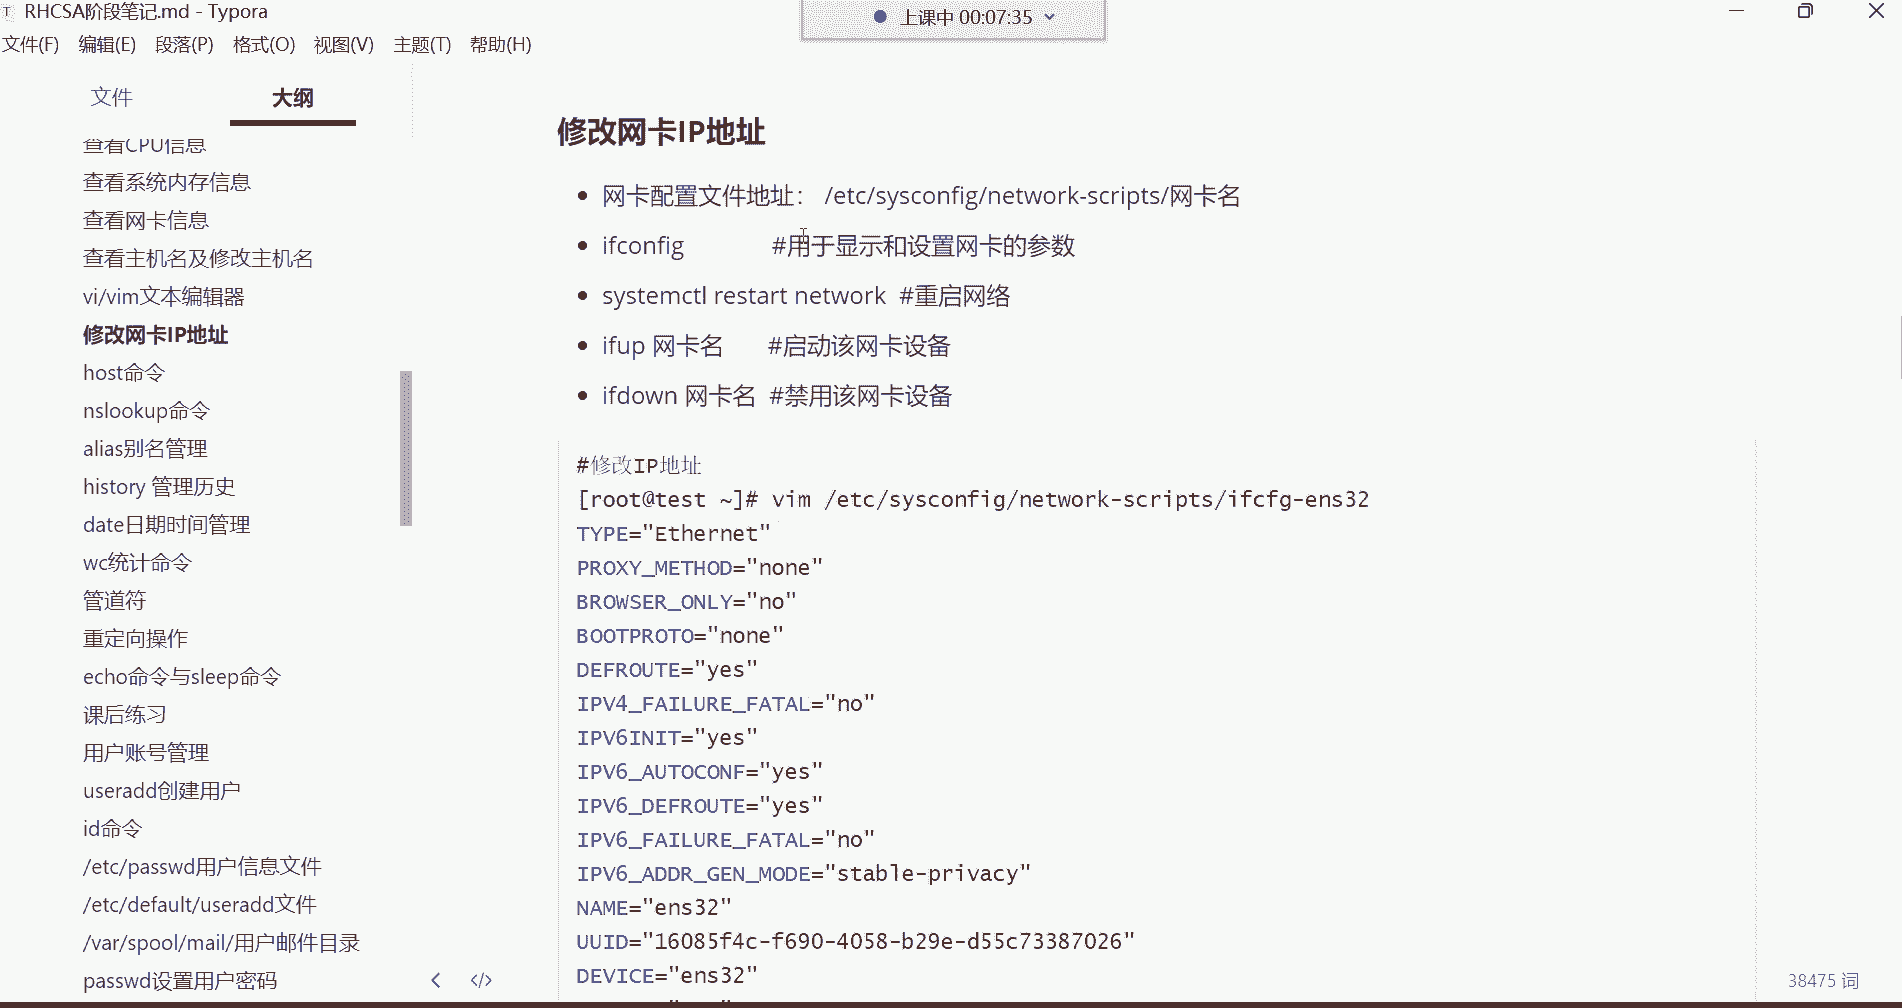 RHCSA阶段笔记.md - Typora
上课中 00:07:35
文件(F) 编辑(E) 段落(P) 格式(O) 视图(V) 主题(T) 帮助(H)
文件 大纲
查看CPU信息
查看系统内存信息
查看网卡信息
查看主机名及修改主机名
vi/vim文本编辑器
修改网卡IP地址
host命令
nslookup命令
alias别名管理
history 管理历史
date日期时间管理
wc统计命令
管道符
重定向操作
echo命令与sleep命令
课后练习
用户账号管理
useradd创建用户
id命令
/etc/passwd用户信息文件
/etc/default/useradd文件
/var/spool/mail/用户邮件目录
passwd设置用户密码
修改网卡IP地址
网卡配置文件地址： /etc/sysconfig/network-scripts/网卡名
ifconfig #用于显示和设置网卡的参数
systemctl restart network #重启网络
ifup 网卡名 #启动该网卡设备
ifdown 网卡名 #禁用该网卡设备
#修改IP地址
[root@test ~]# vim /etc/sysconfig/network-scripts/ifcfg-ens32
TYPE="Ethernet"
PROXY_METHOD="none"
BROWSER_ONLY="no"
BOOTPROTO="none"
DEFROUTE="yes"
IPV4_FAILURE_FATAL="no"
IPV6INIT="yes"
IPV6_AUTOCONF="yes"
IPV6_DEFROUTE="yes"
IPV6_FAILURE_FATAL="no"
IPV6_ADDR_GEN_MODE="stable-privacy"
NAME="ens32"
UUID="16085f4c-f690-4058-b29e-d55c73387026"
DEVICE="ens32"
38475 词